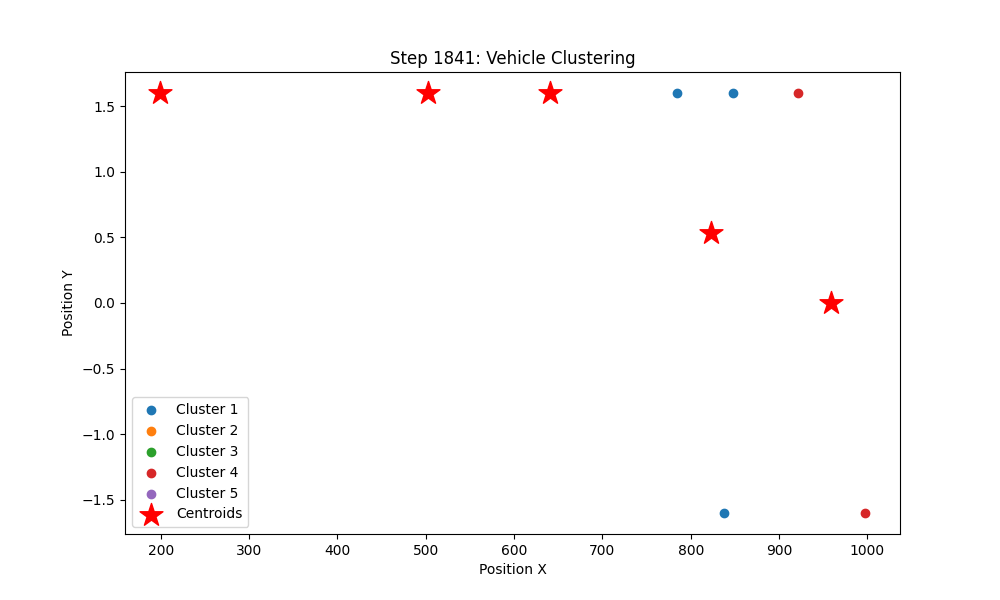 Step 1841: Vehicle Clustering
Position Y
1.5
1.0
0.5
0.0
−0.5
−1.0
−1.5
Cluster 1
Cluster 2
Cluster 3
Cluster 4
Cluster 5
Centroids
200 300 400 500 600 700 800 900 1000
Position X